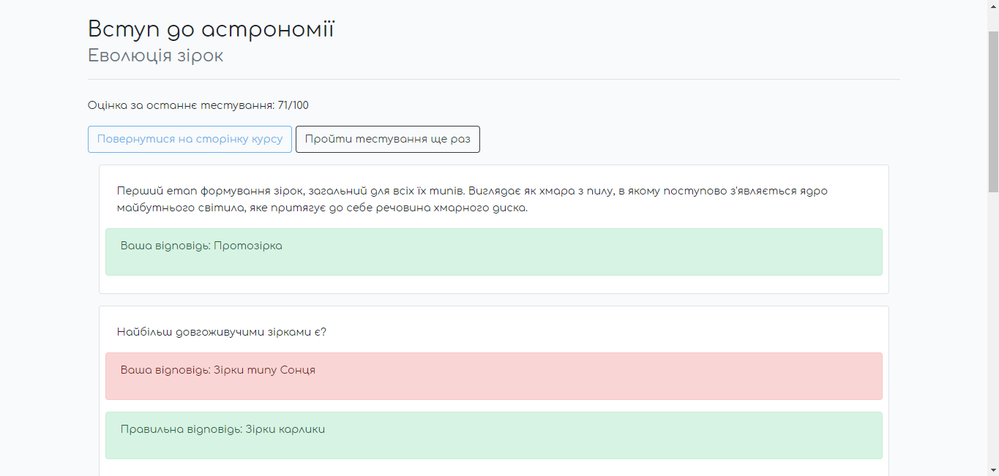 Вступ до астрономії
Еволюція зірок
Оцінка за останнє тестування: 71/100
Повернутися на сторінку курсу
Пройти тестування ще раз
Перший етап формування зірок, загальний для всіх їх типів. Виглядає як хмара з пилу, в якому поступово з'являється ядро
майбутнього світила, яке притягує до себе речовина хмарного диска.
Ваша відповідь: Протозірка
Найбільш довгоживучими зірками є?
Ваша відповідь: Зірки типу Сонця
Правильна відповідь: Зірки карлики